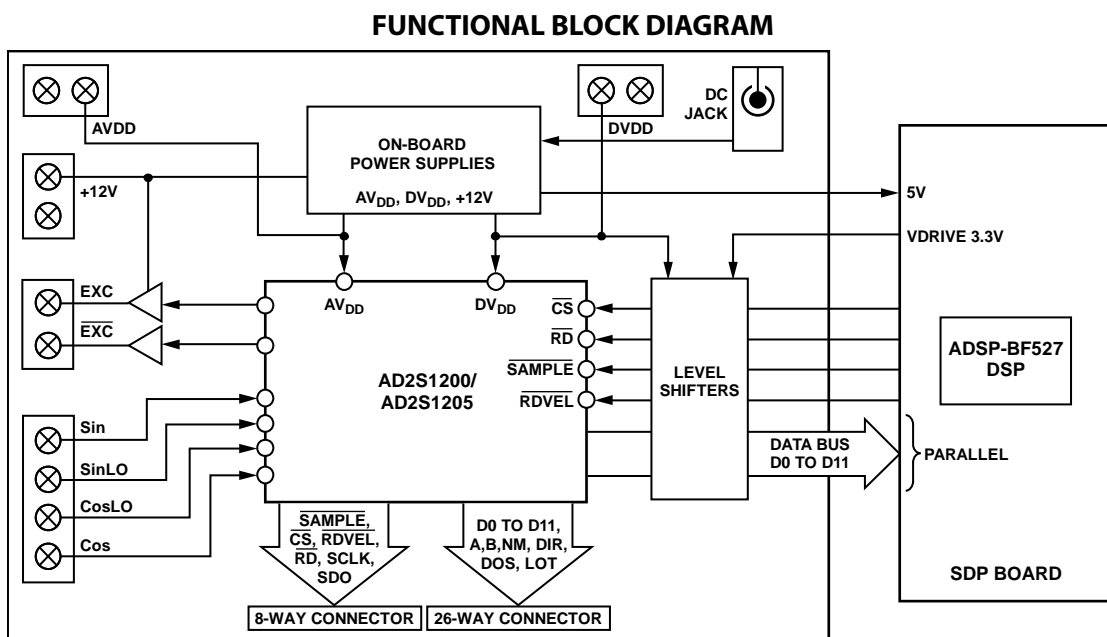 FUNCTIONAL BLOCK DIAGRAM
AVDD
DVDD
DC
JACK
ON-BOARD
POWER SUPPLIES
AVDD, DVDD, +12V
+12V
5V
VDRIVE 3.3V
EXC
EXC
AVDD
DVDD
CS
RD
SAMPLE
RDVEL
AD2S1200/
AD2S1205
LEVEL
SHIFTERS
ADSP-BF527
DSP
Sin
SinLO
CosLO
Cos
DATA BUS
D0 TO D11
PARALLEL
SAMPLE,
CS, RDVEL,
RD, SCLK,
SDO
D0 TO D11,
A,B,NM, DIR,
DOS, LOT
SDP BOARD
8-WAY CONNECTOR
26-WAY CONNECTOR